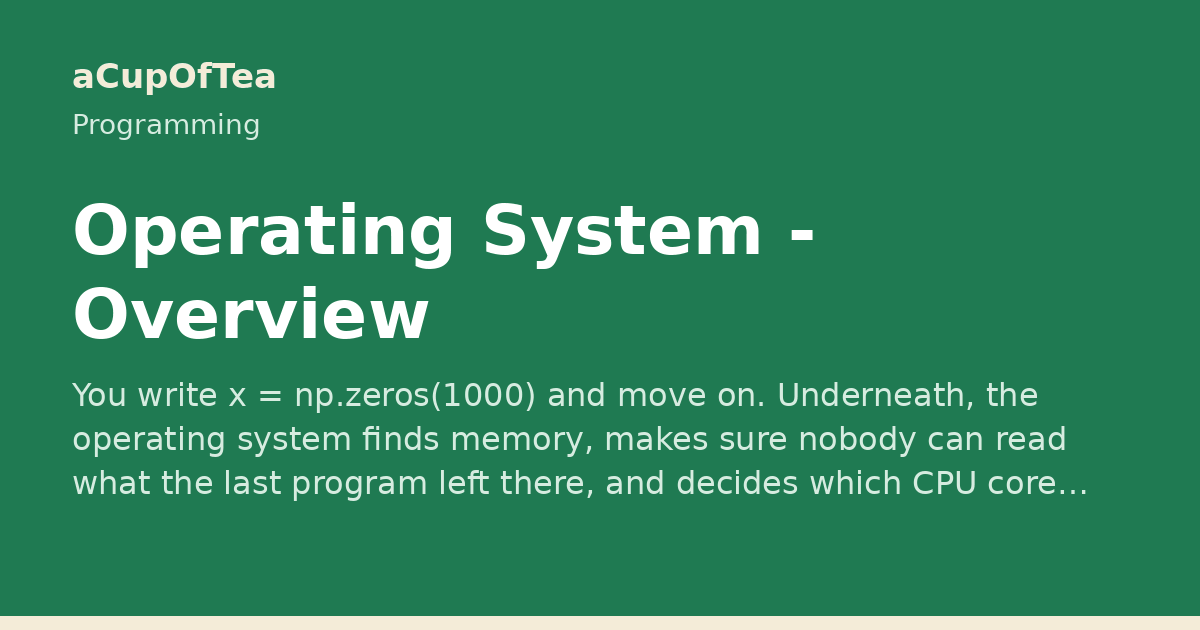 aCupOfTea
Programming
Operating System -
Overview
You write x = np.zeros(1000) and move on. Underneath, the
operating system finds memory, makes sure nobody can read
what the last program left there, and decides which CPU core…